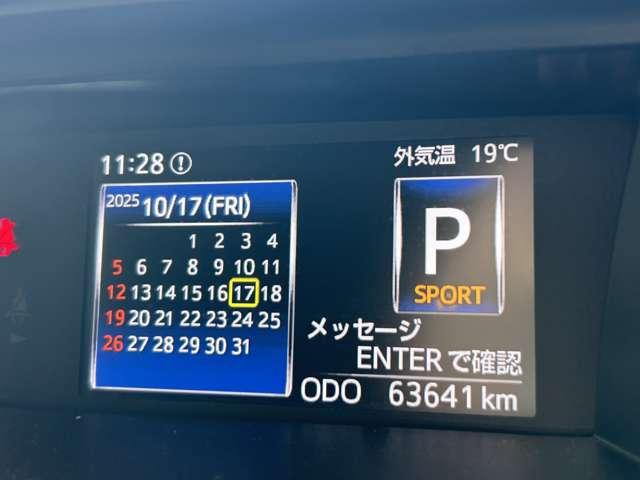 11:28
外気温 19℃
2025 10/17(FRI)
1 2 3 4
5 6 7 8 9 10 11
12 13 14 15 16 17 18
19 20 21 22 23 24 25
26 27 28 29 30 31
P
SPORT
メッセージ
ENTERで確認
ODO 63641 km